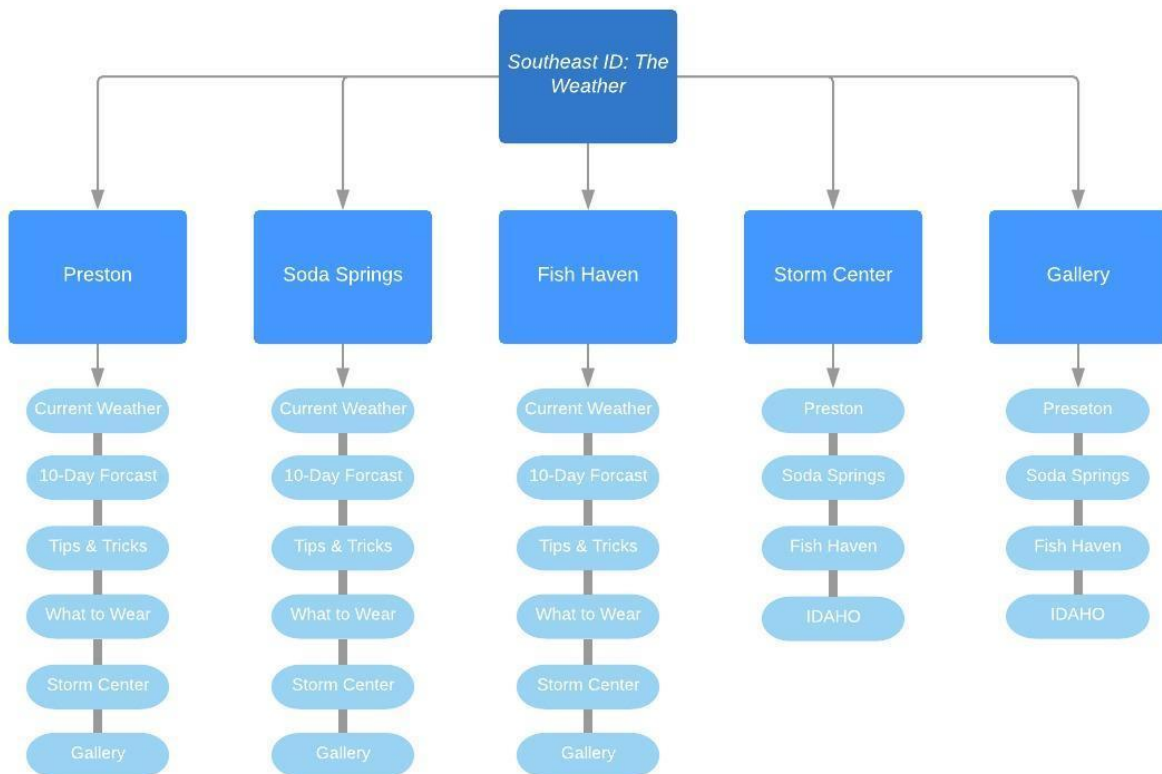 Southeast ID: The
Weather
Preston
Soda Springs
Fish Haven
Storm Center
Gallery
Current Weather
10-Day Forcast
Tips & Tricks
What to Wear
Storm Center
Gallery
Current Weather
10-Day Forcast
Tips & Tricks
What to Wear
Storm Center
Gallery
Current Weather
10-Day Forcast
Tips & Tricks
What to Wear
Storm Center
Gallery
Preston
Soda Springs
Fish Haven
IDAHO
Preseton
Soda Springs
Fish Haven
IDAHO